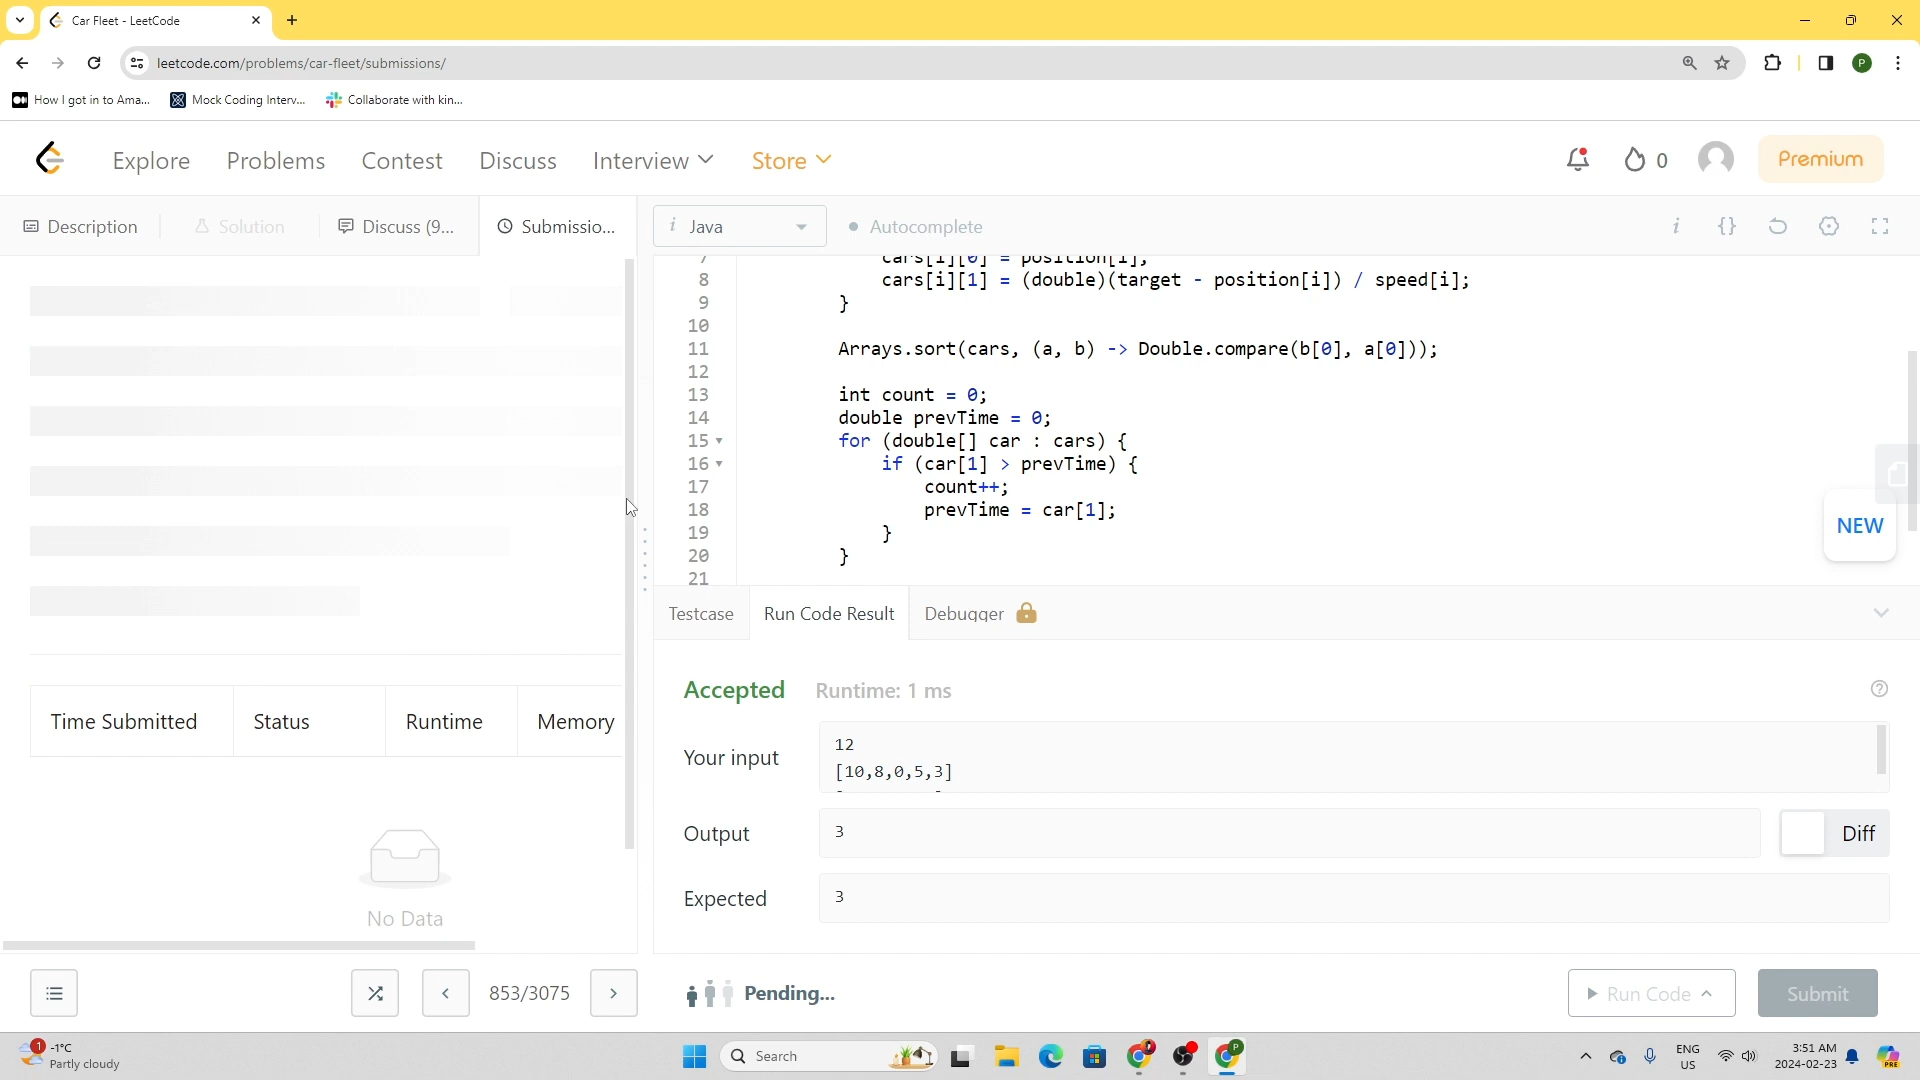 Car Fleet - LeetCode
leetcode.com/problems/car-fleet/submissions/
P
How I got in to Ama...
Mock Coding Interv...
Collaborate with kin...
Explore
Problems
Contest
Discuss
Interview
Store
0
Premium
Description
Solution
Discuss (9...
Submissio...
i Java
Autocomplete
i
{}
7 cars[i][0] = position[i];
8 cars[i][1] = (double)(target - position[i]) / speed[i];
9 }
10
11 Arrays.sort(cars, (a, b) -> Double.compare(b[0], a[0]));
12
13 int count = 0;
14 double prevTime = 0;
15 for (double[] car : cars) {
16 if (car[1] > prevTime) {
17 count++;
18 prevTime = car[1];
19 }
20 }
21
NEW
Testcase
Run Code Result
Debugger
Accepted Runtime: 1 ms
Your input
12
[10,8,0,5,3]
Output
3
Diff
Expected
3
Time Submitted
Status
Runtime
Memory
No Data
853/3075
Pending...
Run Code
Submit
1
-1°C
Partly cloudy
Search
P
ENG
US
3:51 AM
2024-02-23
PRE